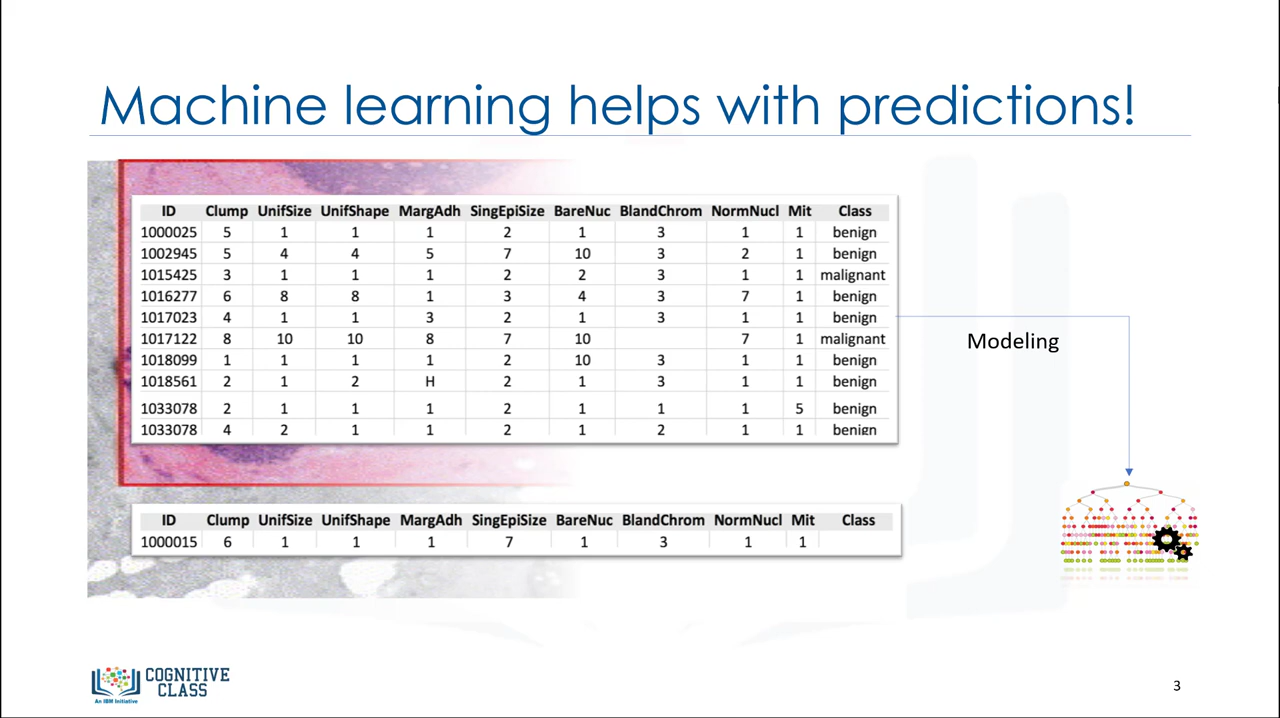 Machine learning helps with predictions!
ID Clump UnifSize UnifShape MargAdh SingEpiSize BareNuc BlandChrom NormNucl Mit Class
1000025 5 1 1 1 2 1 3 1 1 benign
1002945 5 4 4 5 7 10 3 2 1 benign
1015425 3 1 1 1 2 2 3 1 1 malignant
1016277 6 8 8 1 3 4 3 7 1 benign
1017023 4 1 1 3 2 1 3 1 1 benign
1017122 8 10 10 8 7 10 7 1 malignant
1018099 1 1 1 1 2 10 3 1 1 benign
1018561 2 1 2 H 2 1 3 1 1 benign
1033078 2 1 1 1 2 1 1 1 5 benign
1033078 4 2 1 1 2 1 2 1 1 benign
Modeling
ID Clump UnifSize UnifShape MargAdh SingEpiSize BareNuc BlandChrom NormNucl Mit Class
1000015 6 1 1 1 7 1 3 1 1
COGNITIVE
CLASS
An IBM Initiative
3